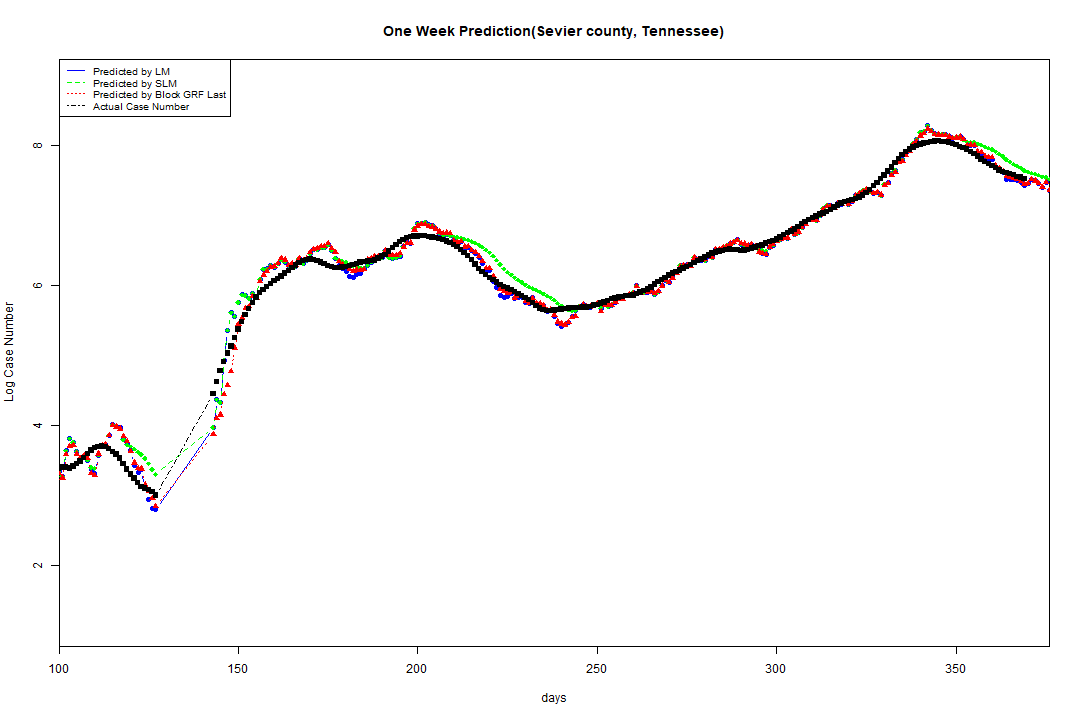 One Week Prediction(Sevier county, Tennessee)
Predicted by LM
Predicted by SLM
Predicted by Block GRF Last
Actual Case Number
Log Case Number
8
6
4
2
100 150 200 250 300 350
days